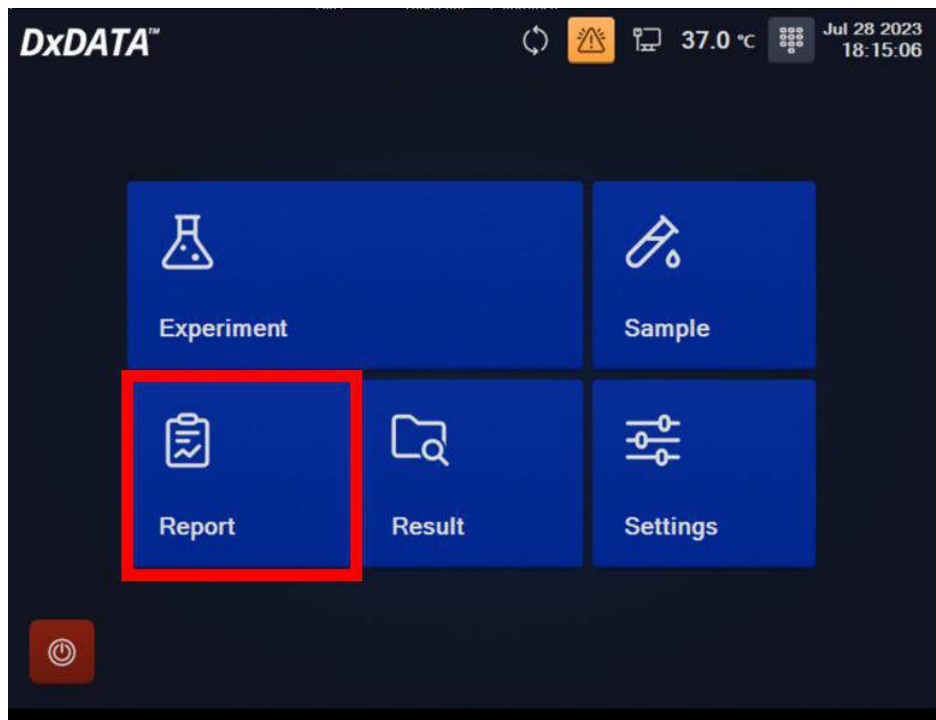 DxDATA™
37.0 ℃
Jul 28 2023
18:15:06
Experiment
Sample
Report
Result
Settings